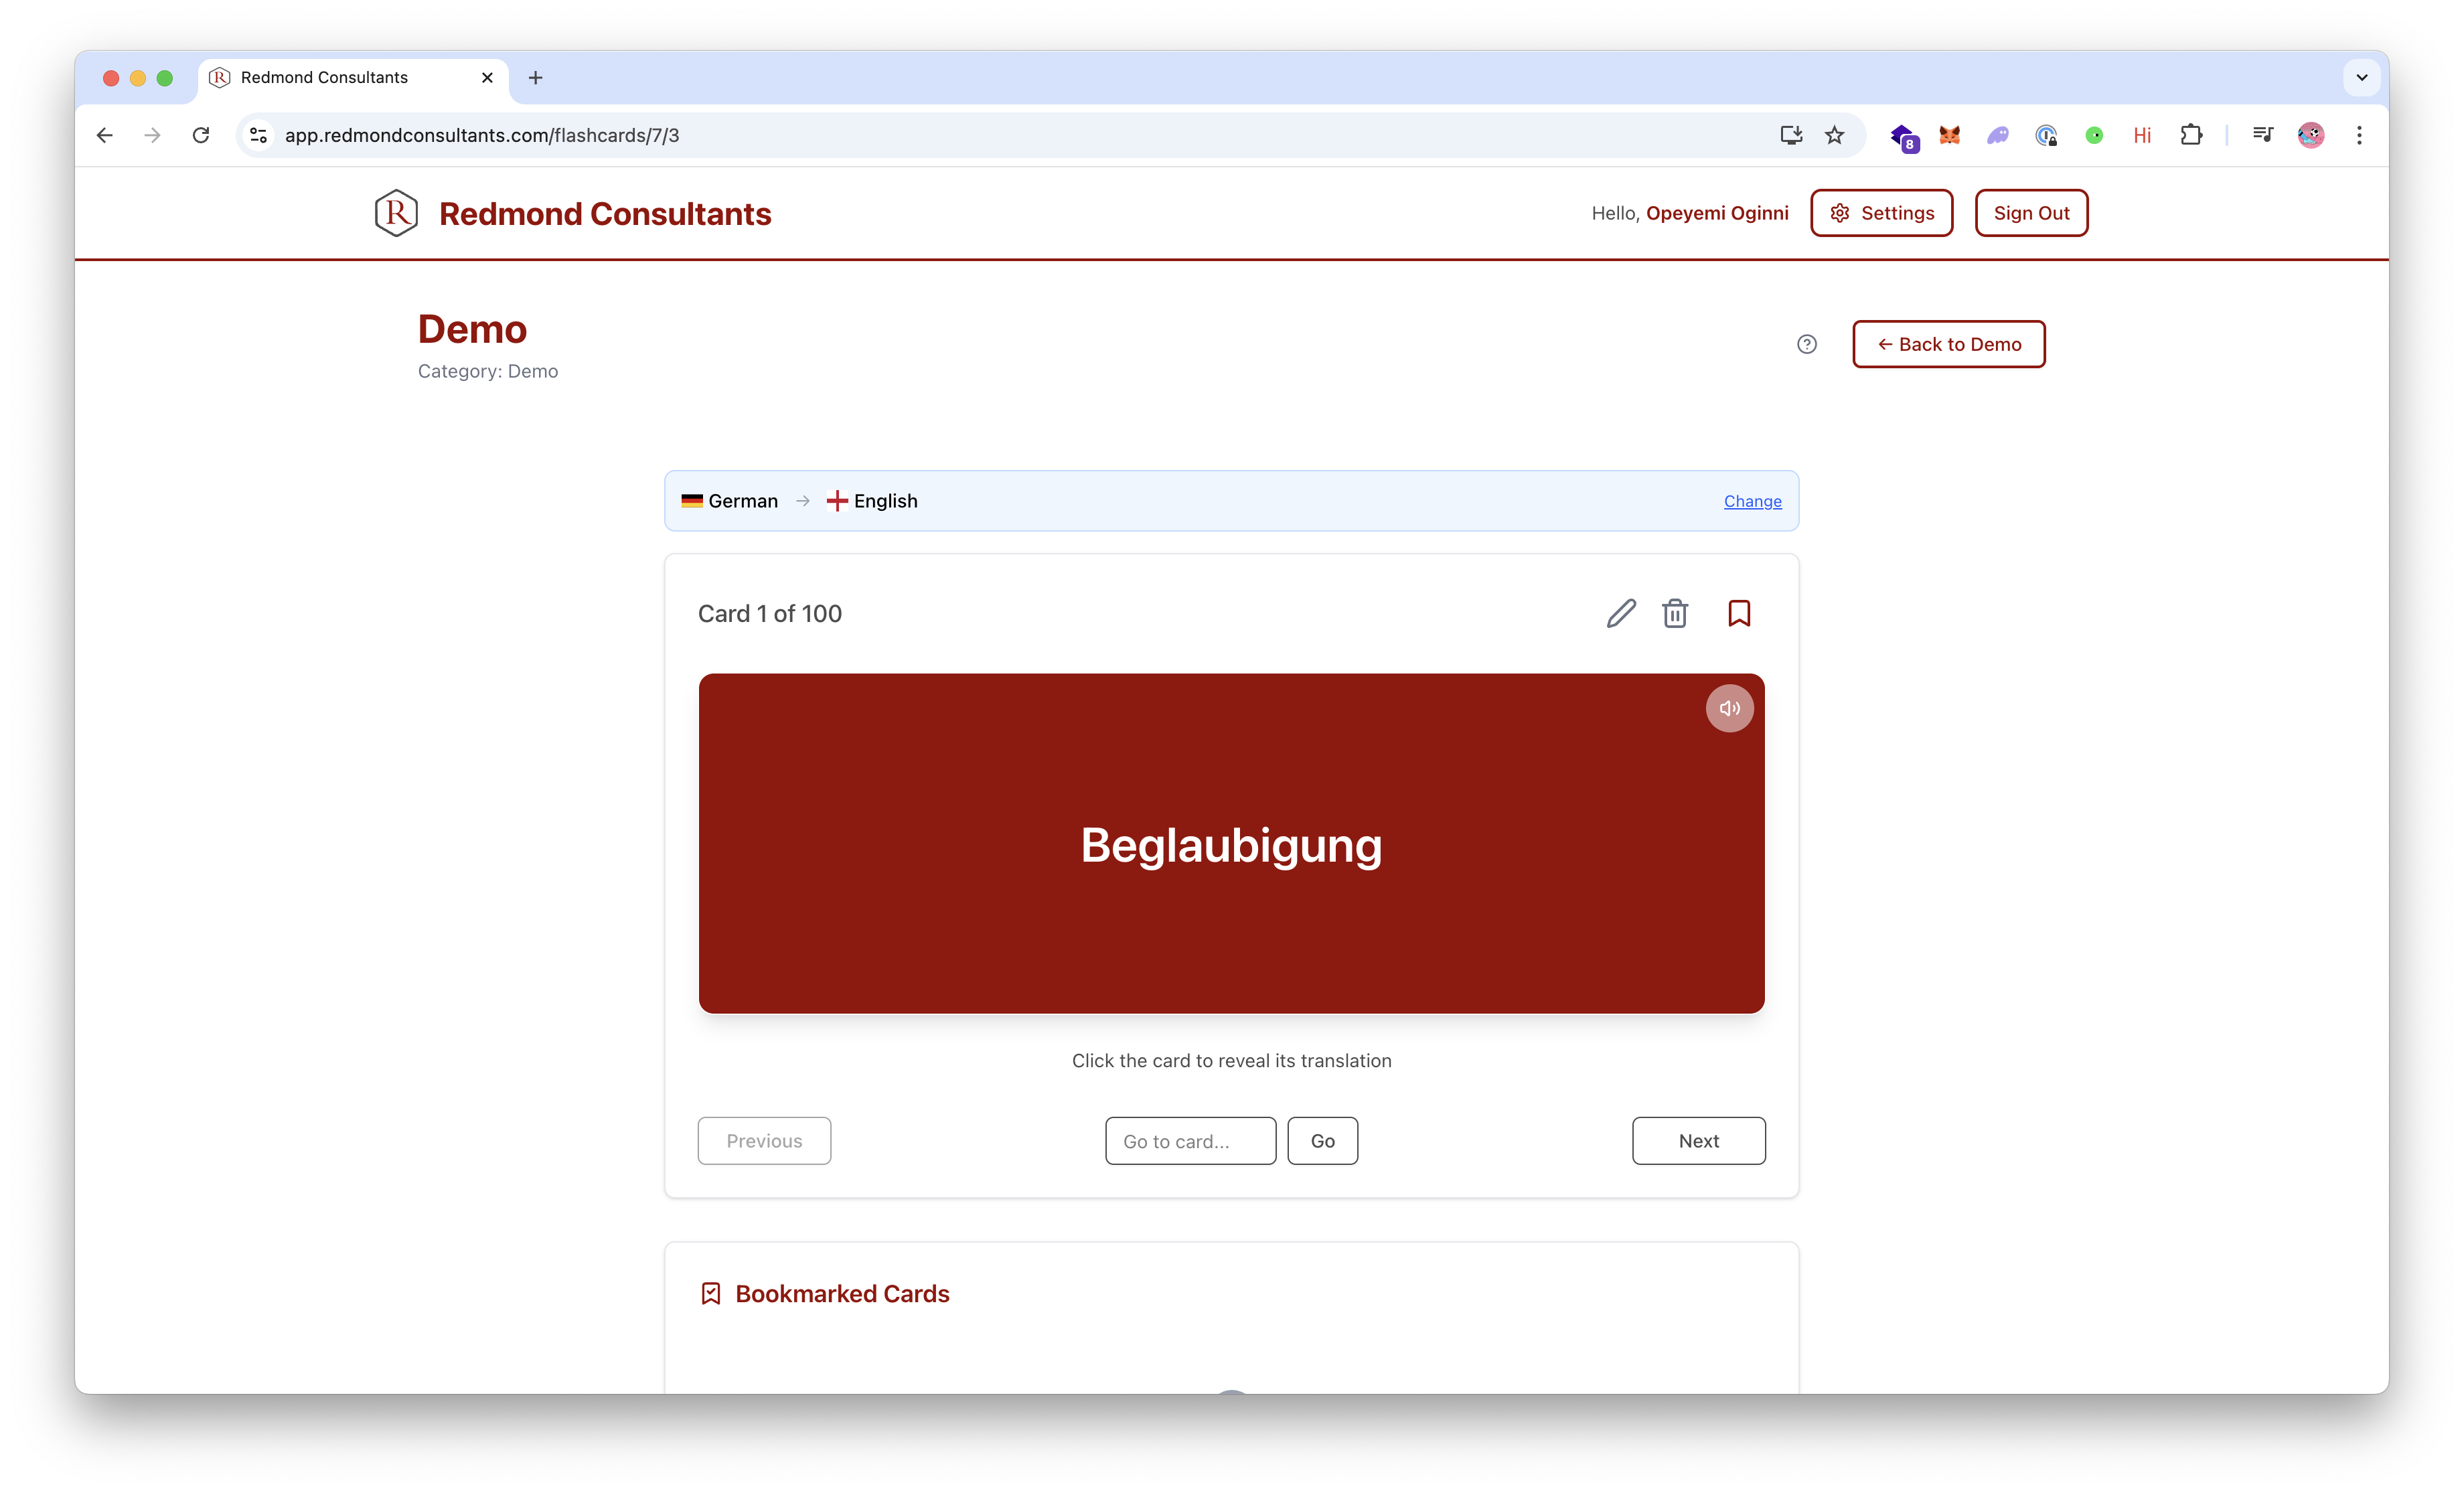 Redmond Consultants
app.redmondconsultants.com/flashcards/7/3
8
Hi
R Redmond Consultants
Hello, Opeyemi Oginni
Settings
Sign Out
Demo
Category: Demo
← Back to Demo
German → English
Change
Card 1 of 100
Beglaubigung
Click the card to reveal its translation
Previous
Go to card...
Go
Next
Bookmarked Cards